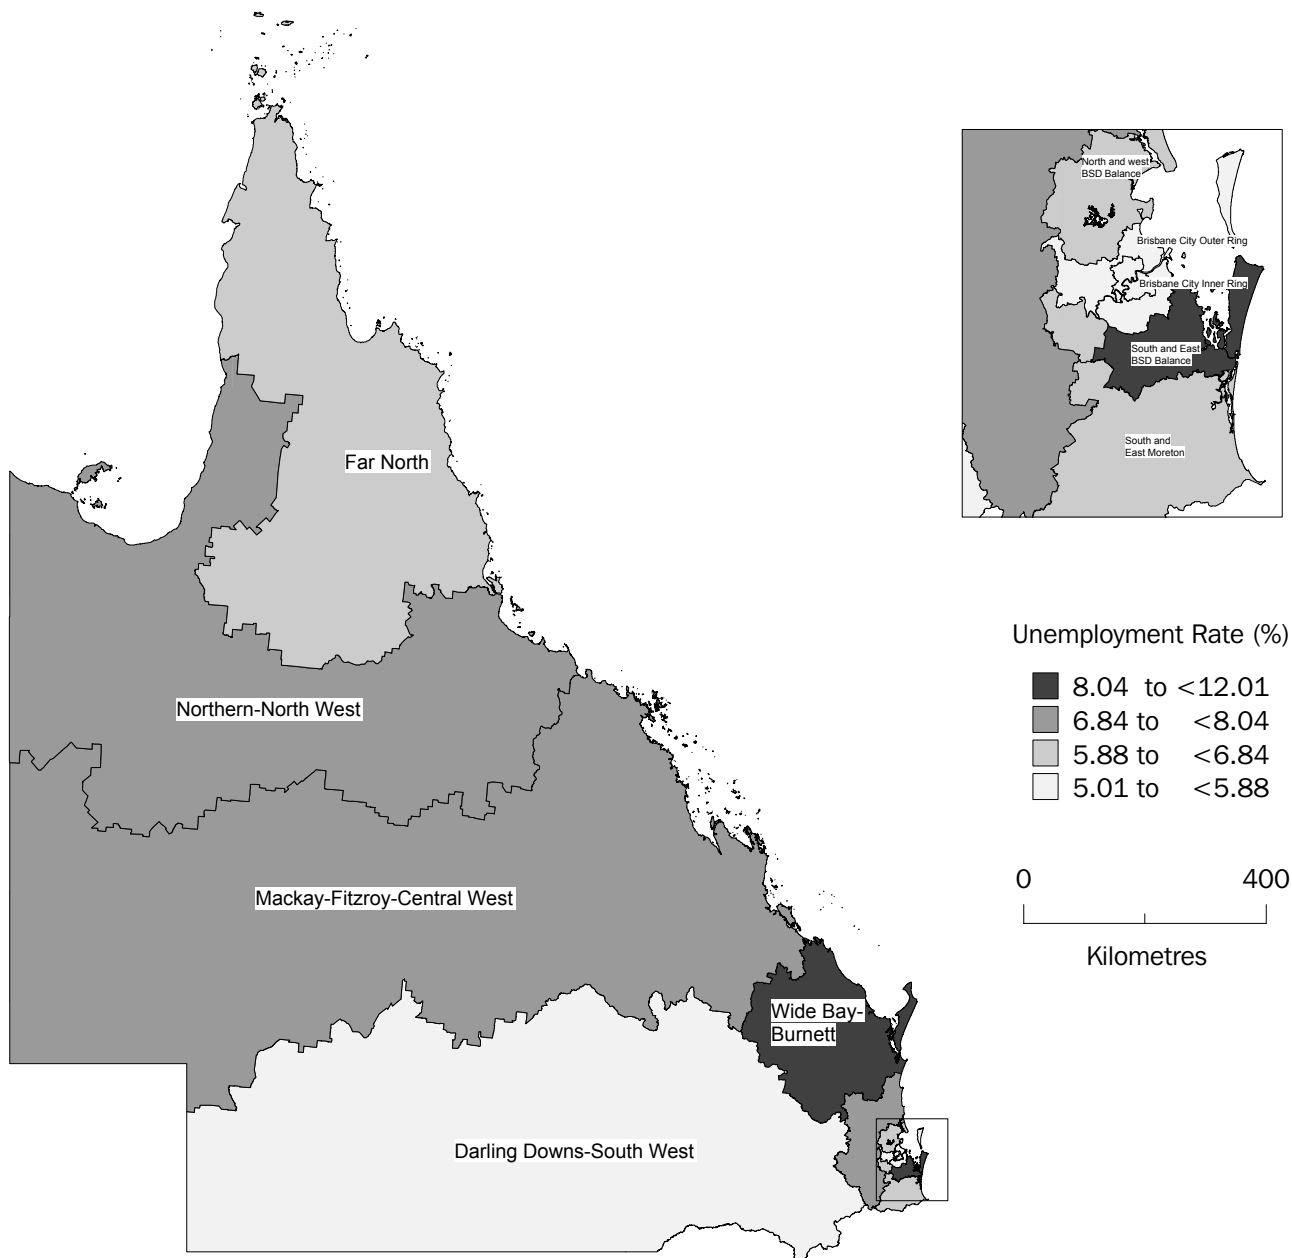 North and west
BSD Balance
Brisbane City Outer Ring
Brisbane City Inner Ring
South and East
BSD Balance
South and
East Moreton
Far North
Northern-North West
Mackay-Fitzroy-Central West
Wide Bay-
Burnett
Darling Downs-South West
Unemployment Rate (%)
8.04 to <12.01
6.84 to <8.04
5.88 to <6.84
5.01 to <5.88
0 400
Kilometres